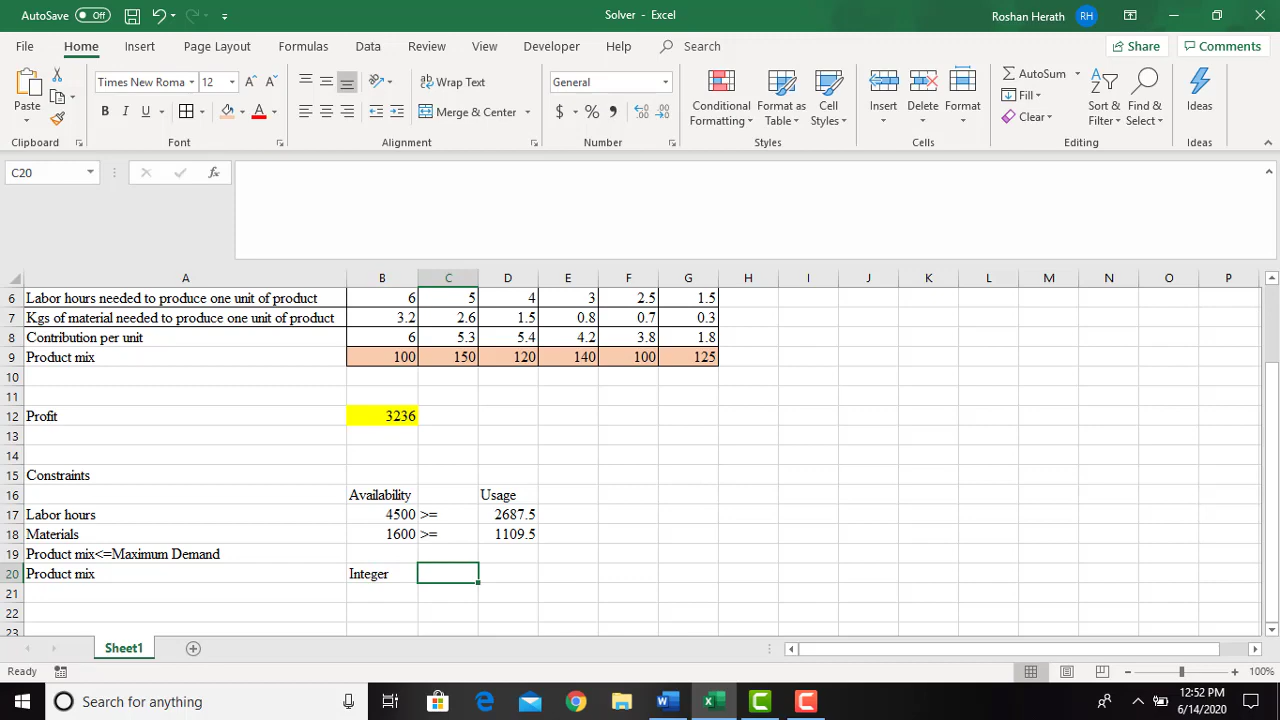 AutoSave Off Solver - Excel Roshan Herath RH
File Home Insert Page Layout Formulas Data Review View Developer Help Search Share Comments
Paste Times New Roma 12 Wrap Text General Conditional Formatting Format as Table Cell Styles Insert Delete Format AutoSum Sort & Filter Find & Select Ideas
B I U Merge & Center $ % , Fill Clear
Clipboard Font Alignment Number Styles Cells Editing Ideas
C20 fx
A B C D E F G H I J K L M N O P
6 Labor hours needed to produce one unit of product 6 5 4 3 2.5 1.5
7 Kgs of material needed to produce one unit of product 3.2 2.6 1.5 0.8 0.7 0.3
8 Contribution per unit 6 5.3 5.4 4.2 3.8 1.8
9 Product mix 100 150 120 140 100 125
10
11
12 Profit 3236
13
14
15 Constraints
16 Availability Usage
17 Labor hours 4500 >= 2687.5
18 Materials 1600 >= 1109.5
19 Product mix<=Maximum Demand
20 Product mix Integer
21
22
23
Sheet1
Ready 100%
Search for anything 12:52 PM
6/14/2020